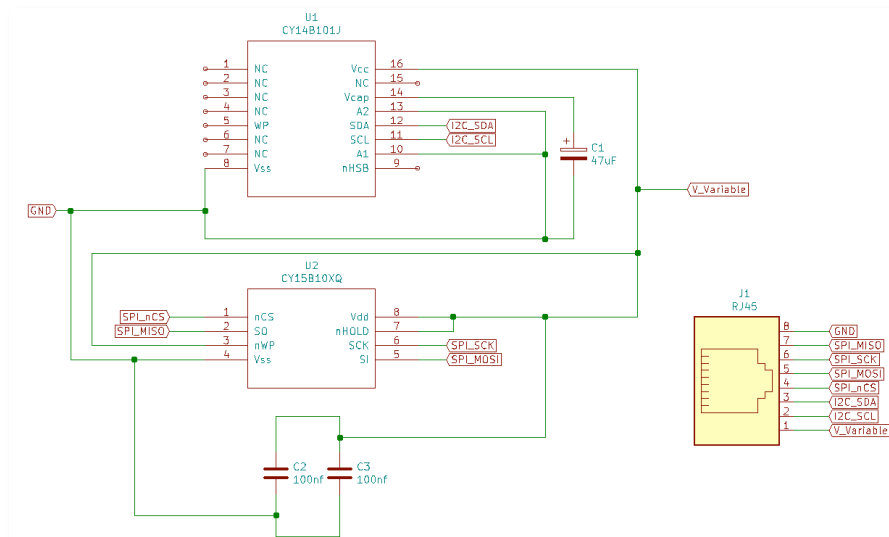 U1
CY14B101J
1 NC Vcc 16
2 NC NC 15
3 NC Vcap 14
4 NC A2 13
5 WP SDA 12 I2C_SDA
6 NC SCL 11 I2C_SCL
7 NC A1 10
8 Vss nHSB 9
+
C1
47uF
V_Variable
GND
U2
CY15B10XQ
SPI_nCS 1 nCS Vdd 8
SPI_MISO 2 SO nHOLD 7
3 nWP SCK 6 SPI_SCK
4 Vss SI 5 SPI_MOSI
C2
100nf
C3
100nf
J1
RJ45
8 GND
7 SPI_MISO
6 SPI_SCK
5 SPI_MOSI
4 SPI_nCS
3 I2C_SDA
2 I2C_SCL
1 V_Variable